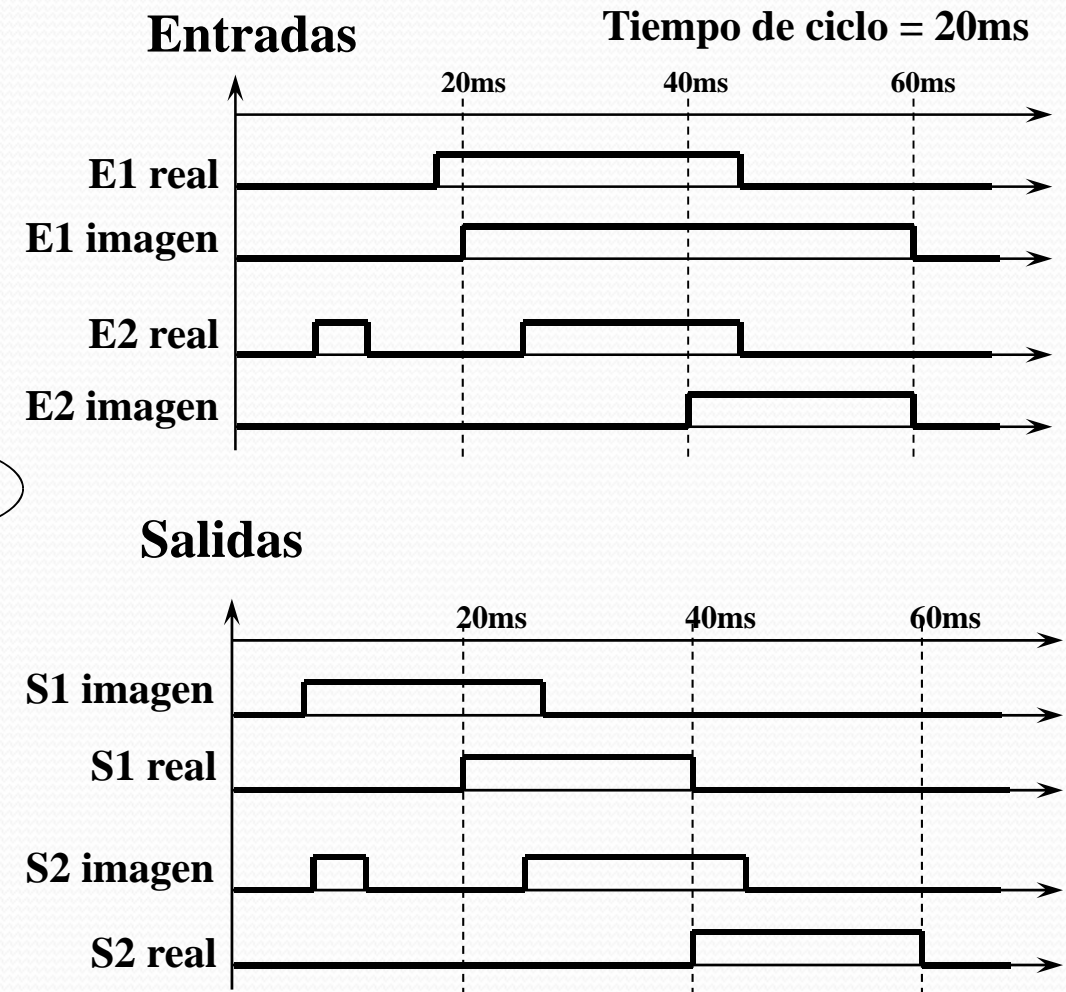 Entradas
Tiempo de ciclo = 20ms
20ms 40ms 60ms
E1 real
E1 imagen
E2 real
E2 imagen
Salidas
20ms 40ms 60ms
S1 imagen
S1 real
S2 imagen
S2 real